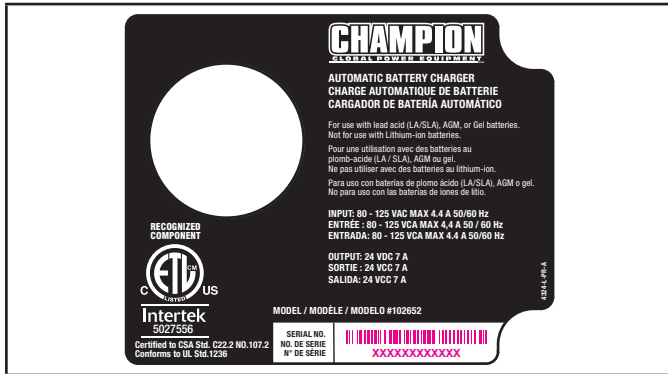 CHAMPION
GLOBAL POWER EQUIPMENT™
AUTOMATIC BATTERY CHARGER
CHARGE AUTOMATIQUE DE BATTERIE
CARGADOR DE BATERÍA AUTOMÁTICO
For use with lead acid (LA/SLA), AGM, or Gel batteries.
Not for use with Lithium-ion batteries.
Pour une utilisation avec des batteries au
plomb-acide (LA / SLA), AGM ou gel.
Ne pas utiliser avec des batteries au lithium-ion.
Para uso con baterías de plomo ácido (LA/SLA), AGM o gel.
No para uso con las baterías de iones de litio.
INPUT: 80 - 125 VAC MAX 4.4 A 50/60 Hz
ENTRÉE : 80 - 125 VCA MAX 4,4 A 50 / 60 Hz
ENTRADA: 80 - 125 VCA MAX 4.4 A 50/60 Hz
OUTPUT: 24 VDC 7 A
SORTIE : 24 VCC 7 A
SALIDA: 24 VCC 7 A
RECOGNIZED
COMPONENT
ETL CM
C LISTED US
Intertek
5027556
Certified to CSA Std. C22.2 NO.107.2
Conforms to UL Std.1236
MODEL / MODÈLE / MODELO #102652
SERIAL NO.
NO. DE SERIE
N° DE SÉRIE
XXXXXXXXXXXX
4324-L-PR-A